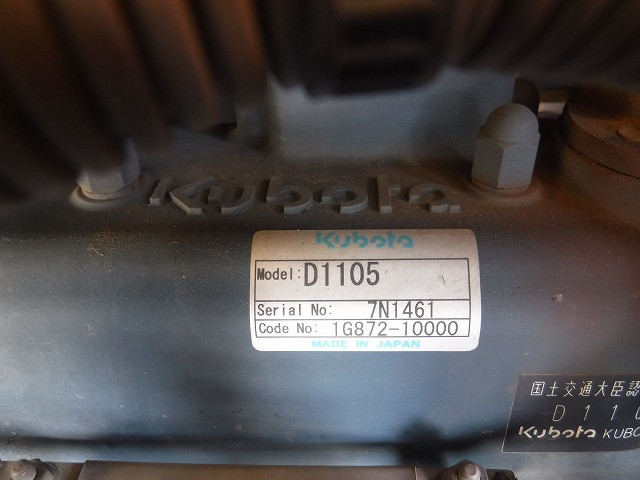 Kubota
Kubota
Model: D1105
Serial No: 7N1461
Code No: 1G872-10000
MADE IN JAPAN
国土交通大臣認
D110
Kubota KUBO